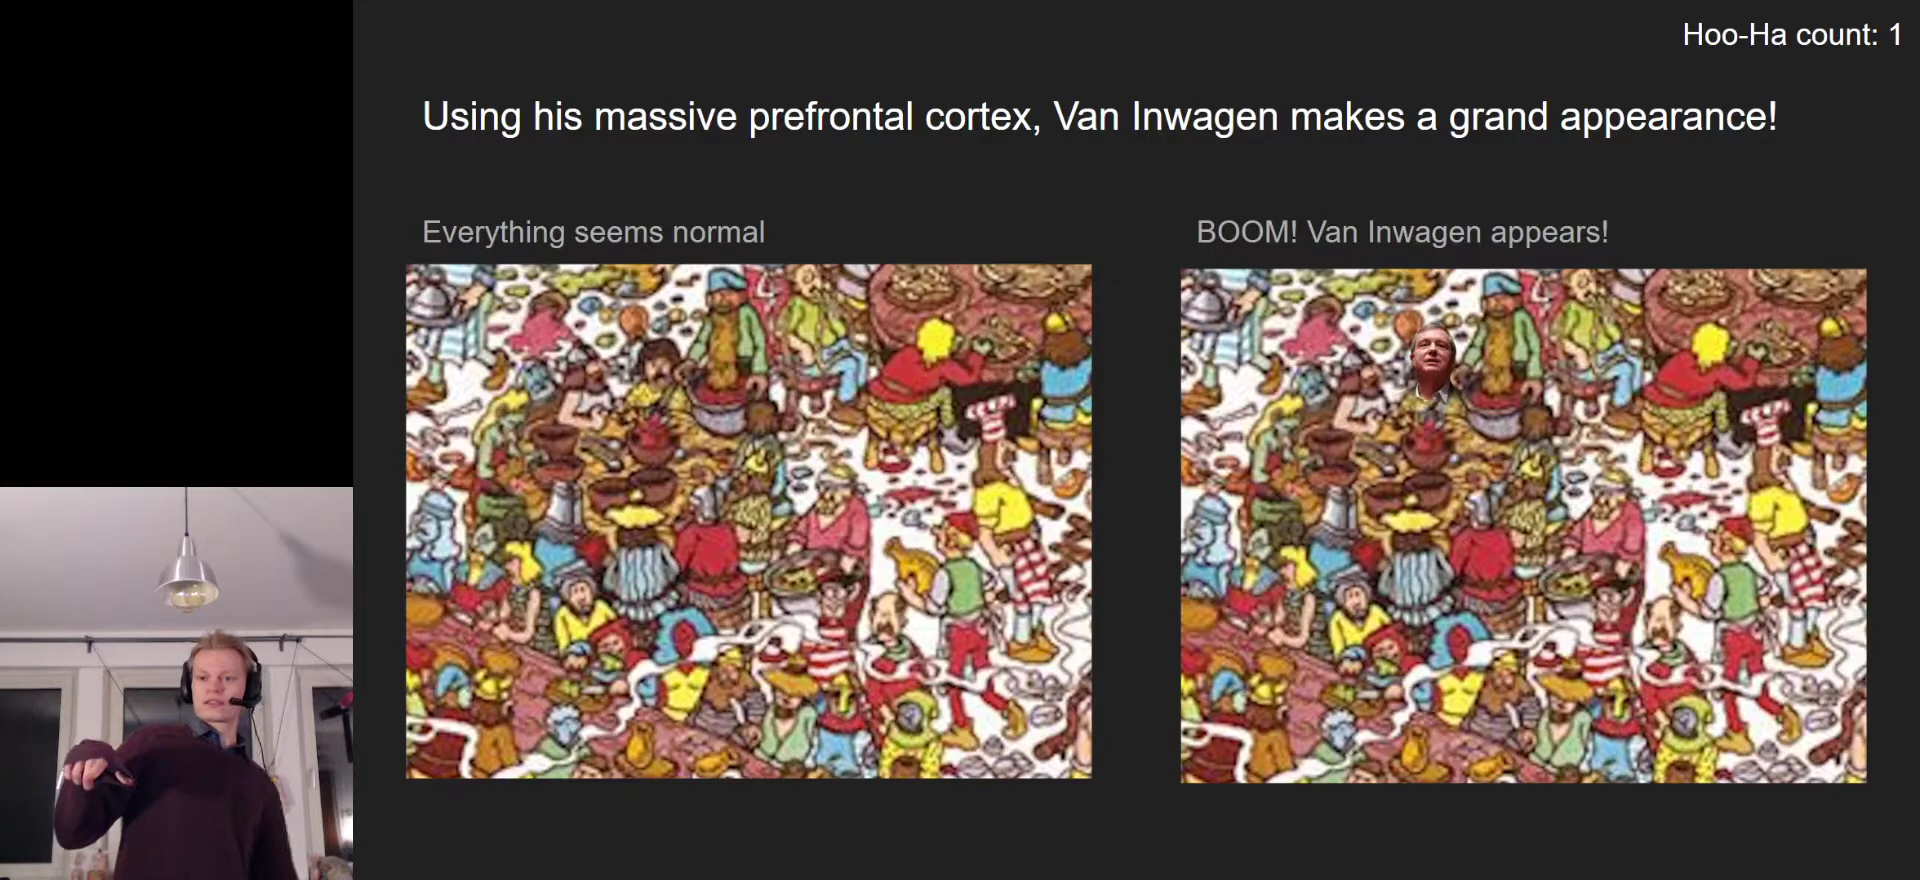 Hoo-Ha count: 1
Using his massive prefrontal cortex, Van Inwagen makes a grand appearance!
Everything seems normal
BOOM! Van Inwagen appears!